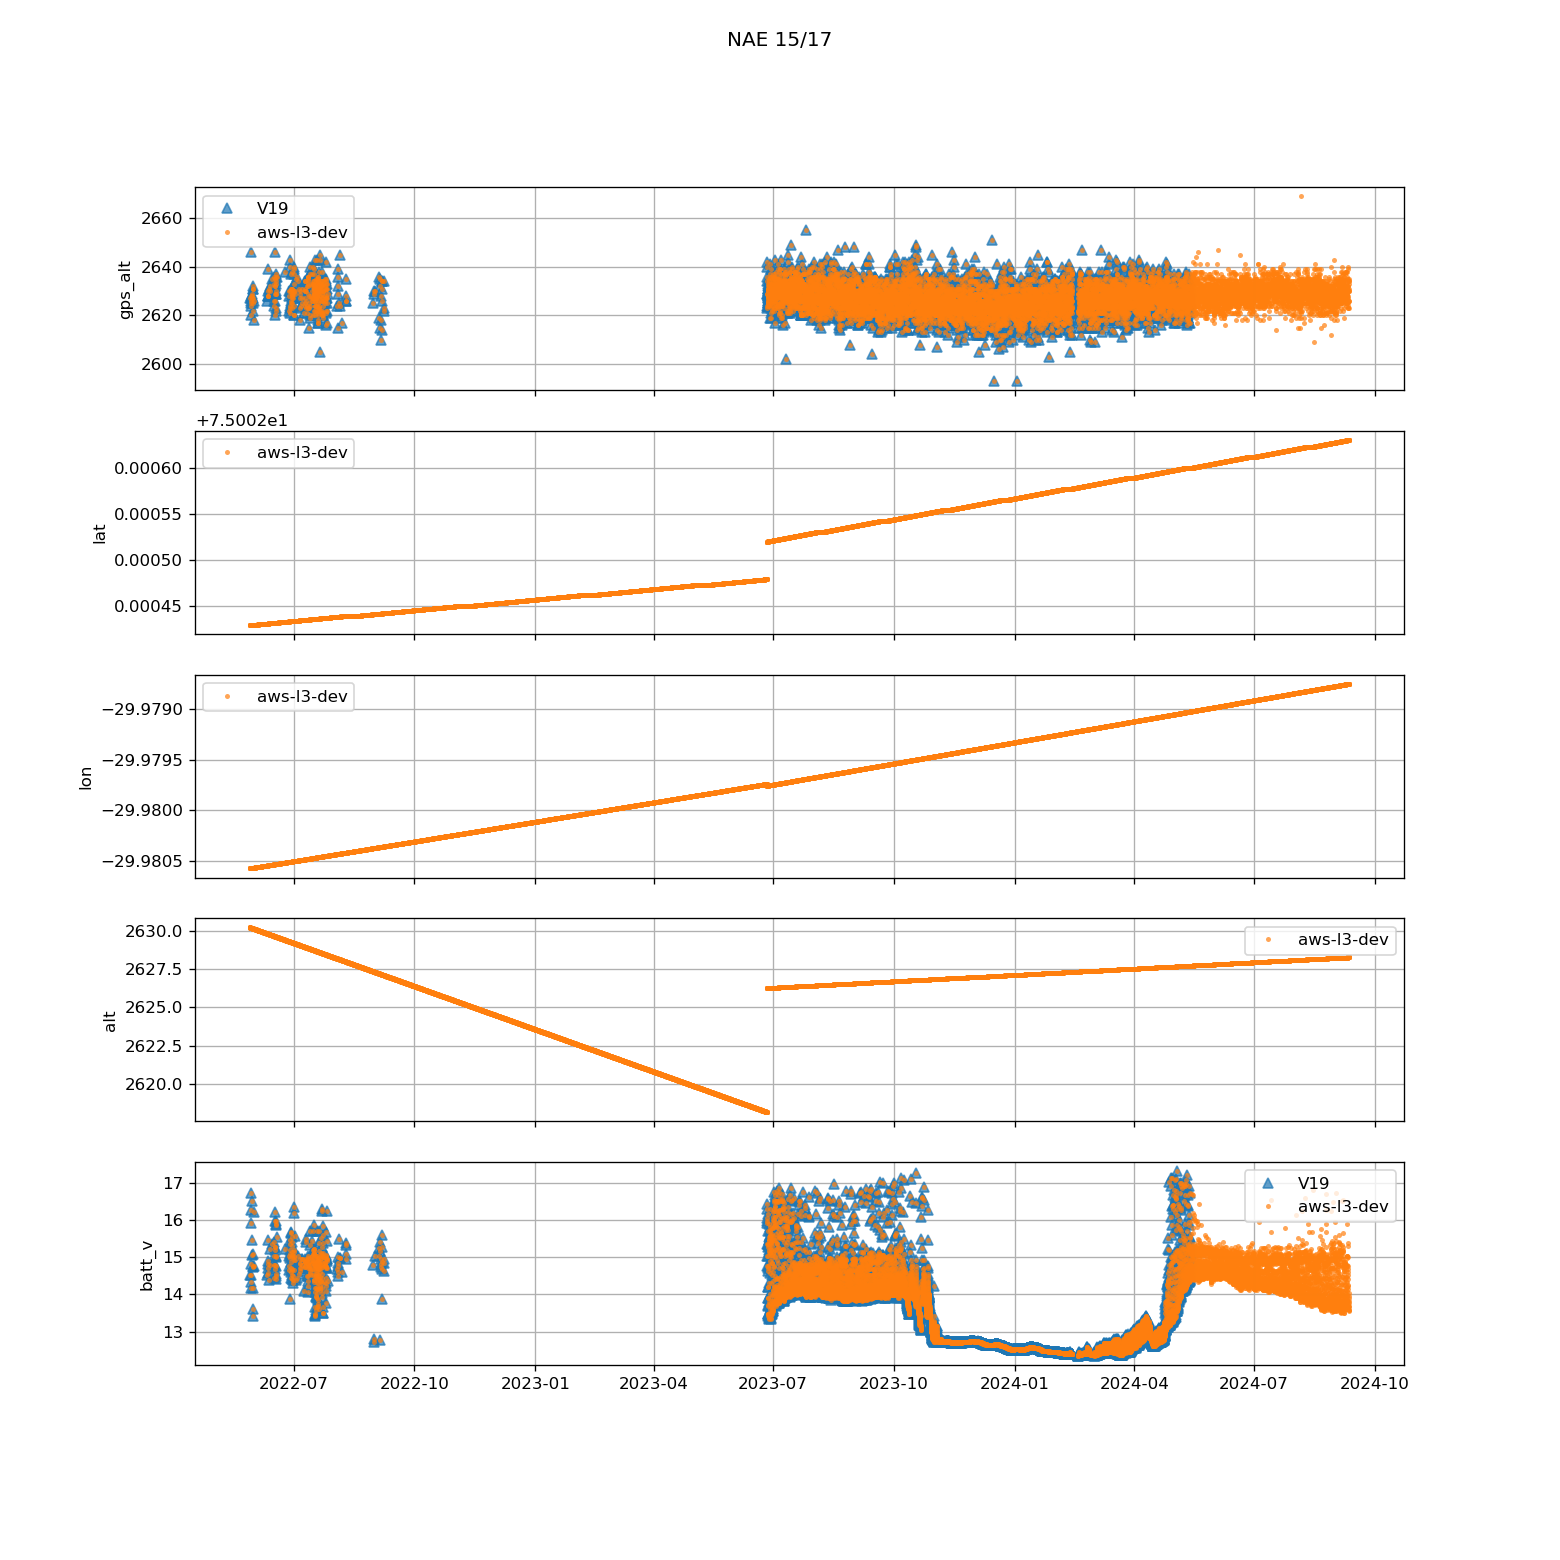 NAE 15/17
V19
aws-l3-dev
2660
2640
2620
2600
gps_alt
+7.5002e1
aws-l3-dev
0.00060
0.00055
0.00050
0.00045
lat
aws-l3-dev
−29.9790
−29.9795
−29.9800
−29.9805
lon
aws-l3-dev
2630.0
2627.5
2625.0
2622.5
2620.0
alt
V19
aws-l3-dev
17
16
15
14
13
batt_v
2022-07 2022-10 2023-01 2023-04 2023-07 2023-10 2024-01 2024-04 2024-07 2024-10